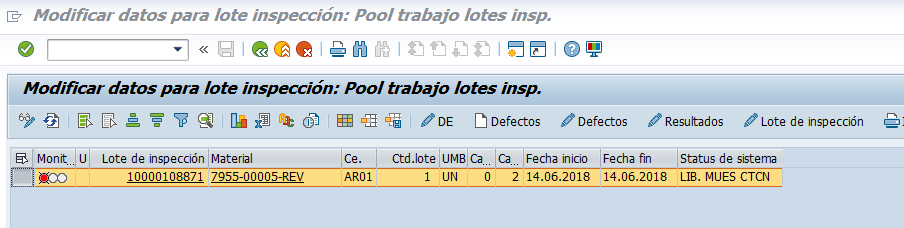 Modificar datos para lote inspección: Pool trabajo lotes insp.
Modificar datos para lote inspección: Pool trabajo lotes insp.
DE Defectos Defectos Resultados Lote de inspección
Monit... U Lote de inspección Material Ce. Ctd.lote UMB Ca... Ca... Fecha inicio Fecha fin Status de sistema
10000108871 7955-00005-REV AR01 1 UN 0 2 14.06.2018 14.06.2018 LIB. MUES CTCN